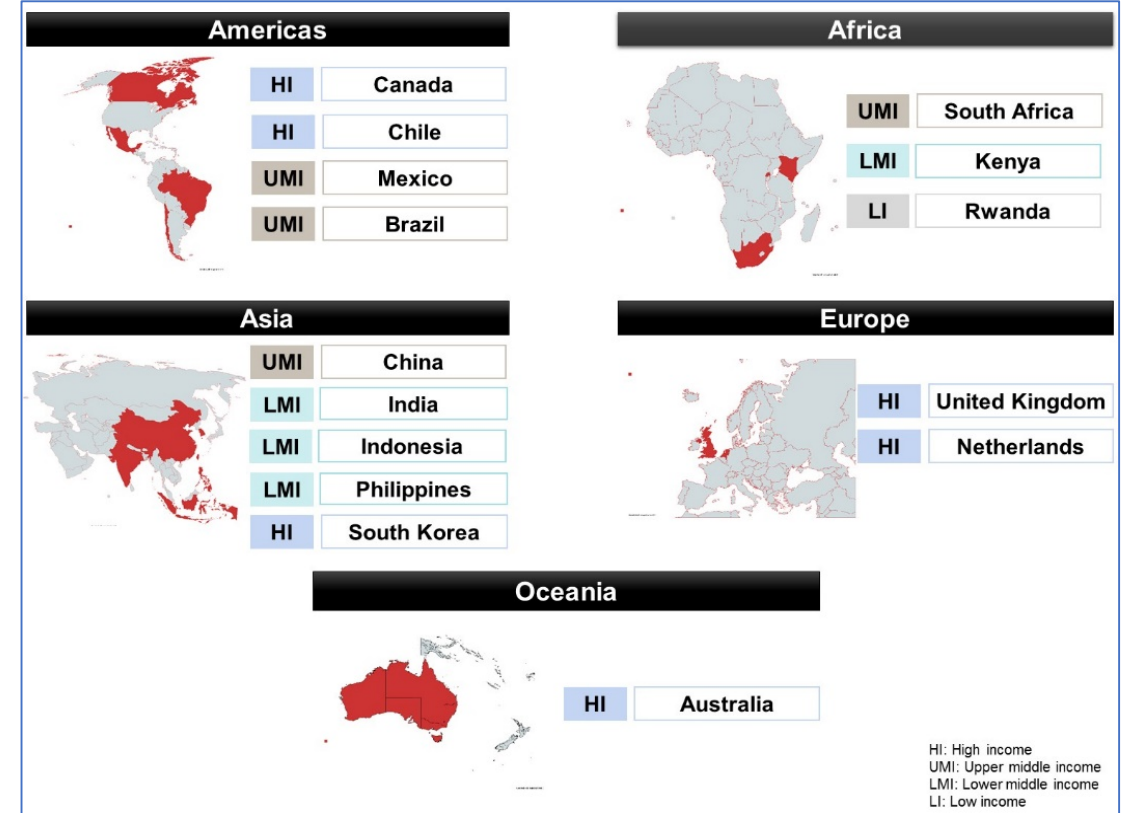 Americas
HI Canada
HI Chile
UMI Mexico
UMI Brazil
Africa
UMI South Africa
LMI Kenya
LI Rwanda
Asia
UMI China
LMI India
LMI Indonesia
LMI Philippines
HI South Korea
Europe
HI United Kingdom
HI Netherlands
Oceania
HI Australia
HI: High income
UMI: Upper middle income
LMI: Lower middle income
LI: Low income